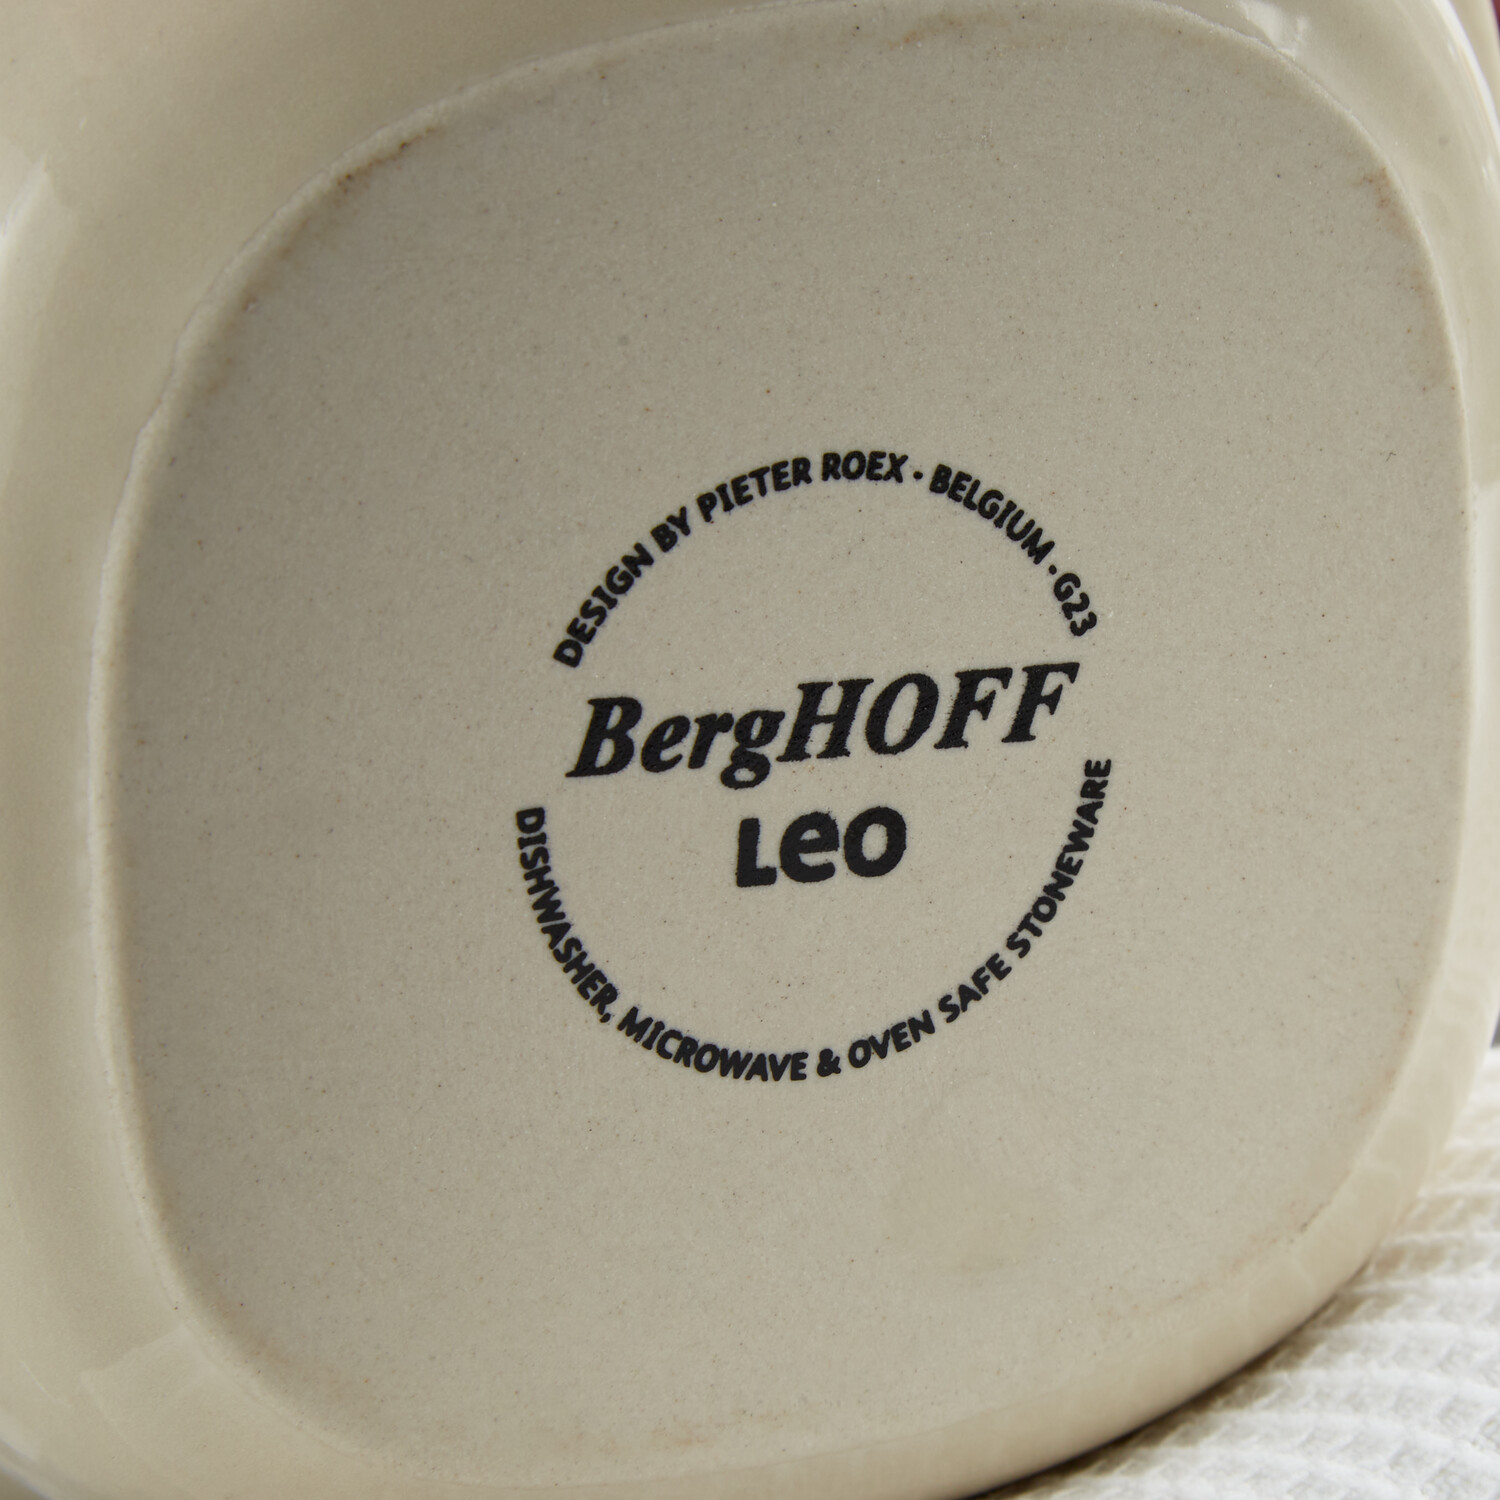 DESIGN BY PIETER ROEX · BELGIUM · G23
BergHOFF
Leo
DISHWASHER, MICROWAVE & OVEN SAFE STONEWARE